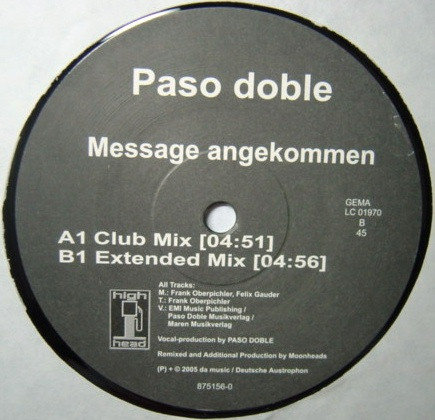 Paso doble
Message angekommen
GEMA
LC 01970
B
45
A1 Club Mix [04:51]
B1 Extended Mix [04:56]
high
head
All Tracks:
M.: Frank Oberpichler, Felix Gauder
T.: Frank Oberpichler
V.: EMI Music Publishing /
Paso Doble Musikverlag /
Maren Musikverlag
Vocal-production by PASO DOBLE
Remixed and Additional Production by Moonheads
(P) + © 2005 da music / Deutsche Austrophon
875156-0